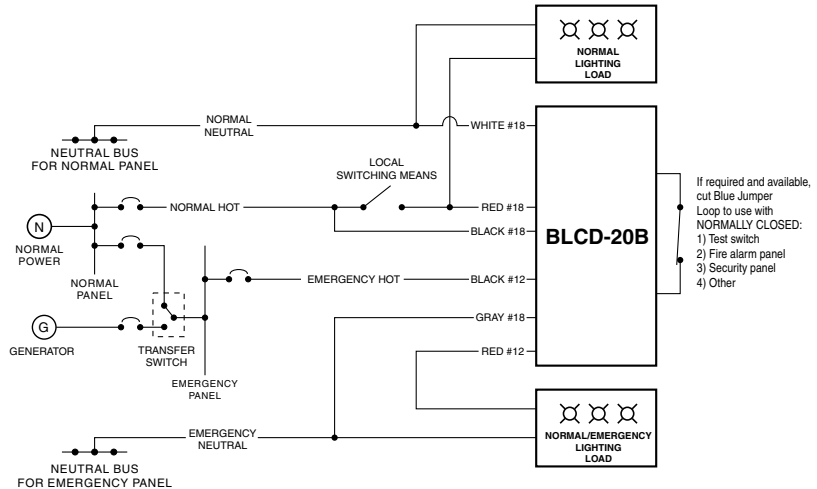 NORMAL
LIGHTING
LOAD
NORMAL
NEUTRAL
WHITE #18
NEUTRAL BUS
FOR NORMAL PANEL
LOCAL
SWITCHING MEANS
NORMAL HOT
RED #18
BLACK #18
BLCD-20B
If required and available,
cut Blue Jumper
Loop to use with
NORMALLY CLOSED:
1) Test switch
2) Fire alarm panel
3) Security panel
4) Other
N
NORMAL
POWER
NORMAL
PANEL
EMERGENCY HOT
BLACK #12
GRAY #18
G
GENERATOR
TRANSFER
SWITCH
RED #12
EMERGENCY
PANEL
EMERGENCY
NEUTRAL
NORMAL/EMERGENCY
LIGHTING
LOAD
NEUTRAL BUS
FOR EMERGENCY PANEL